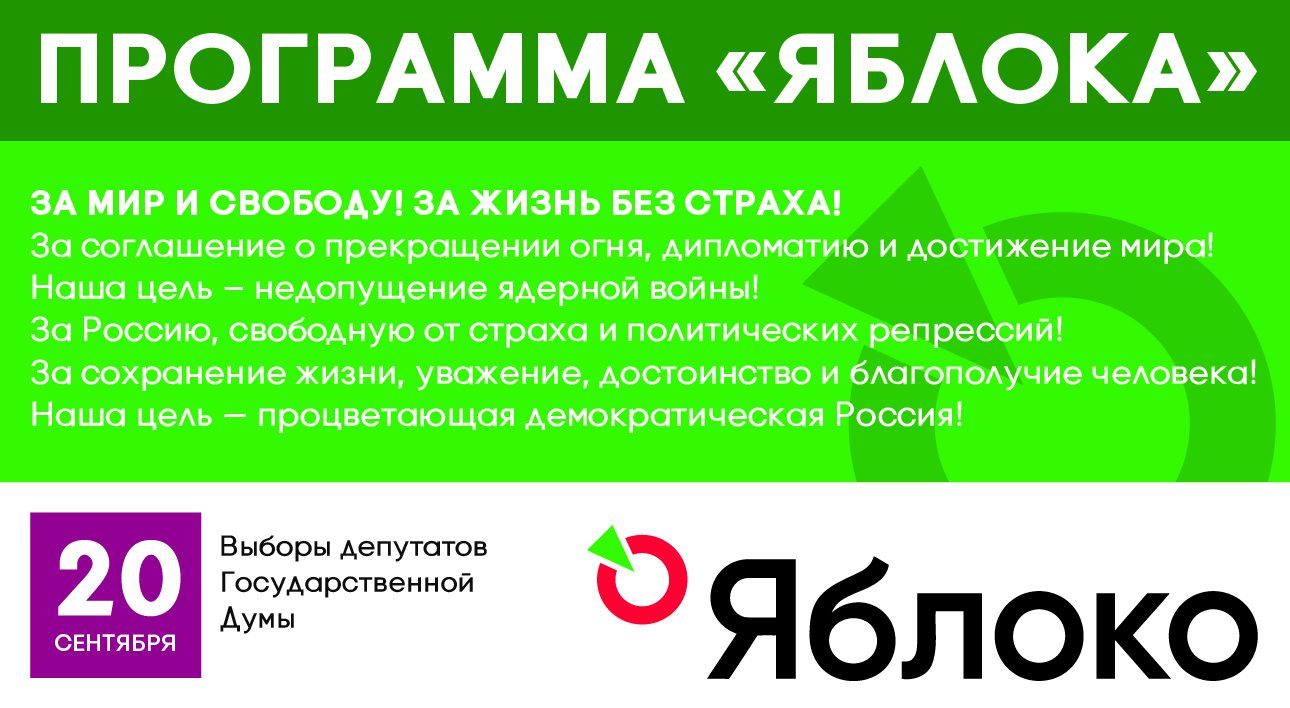 ПРОГРАММА «ЯБЛОКА»
ЗА МИР И СВОБОДУ! ЗА ЖИЗНЬ БЕЗ СТРАХА!
За соглашение о прекращении огня, дипломатию и достижение мира!
Наша цель – недопущение ядерной войны!
За Россию, свободную от страха и политических репрессий!
За сохранение жизни, уважение, достоинство и благополучие человека!
Наша цель – процветающая демократическая Россия!
20
СЕНТЯБРЯ
Выборы депутатов
Государственной
Думы
Яблоко